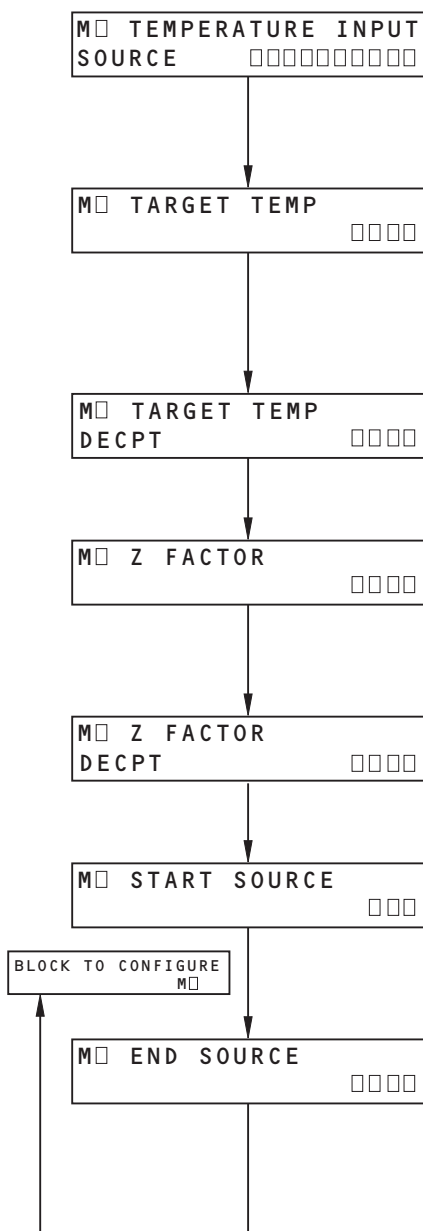 M□ TEMPERATURE INPUT
SOURCE □□□□□□□□□□
M□ TARGET TEMP
□□□□
M□ TARGET TEMP
DECPT □□□□
M□ Z FACTOR
□□□□
M□ Z FACTOR
DECPT □□□□
M□ START SOURCE
□□□
BLOCK TO CONFIGURE
M□
M□ END SOURCE
□□□□